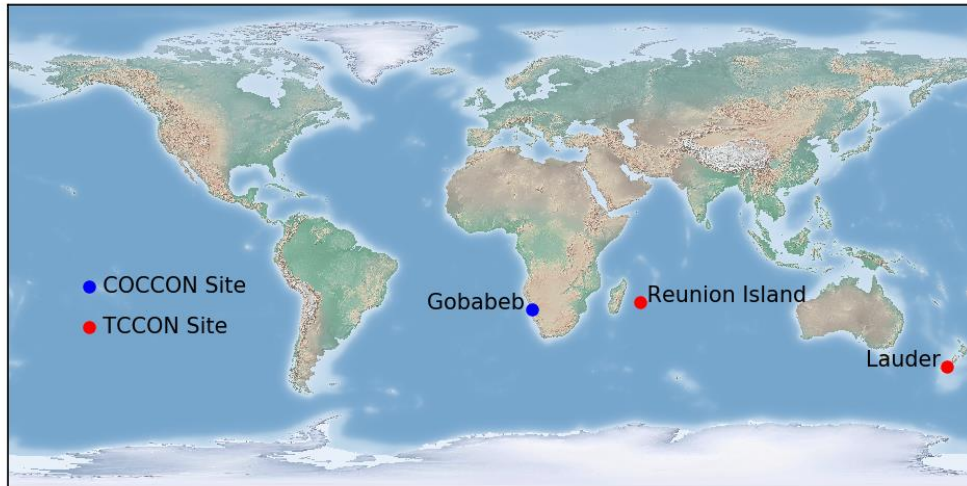 COCCON Site
TCCON Site
Gobabeb
Reunion Island
Lauder